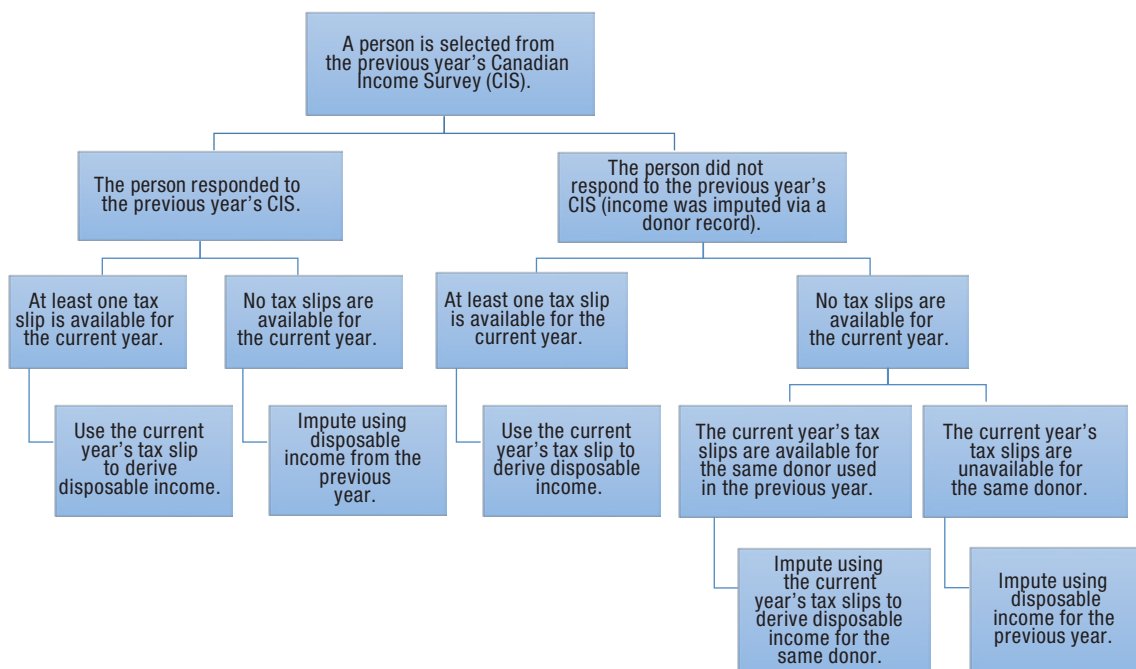 A person is selected from
the previous year's Canadian
Income Survey (CIS).
The person responded to
the previous year's CIS.
The person did not
respond to the previous year's
CIS (income was imputed via a
donor record).
At least one tax
slip is available for
the current year.
No tax slips are
available for
the current year.
At least one tax slip
is available for the
current year.
No tax slips are
available for
the current year.
Use the current
year's tax slip
to derive
disposable income.
Impute using
disposable
income from the
previous
year.
Use the current
year's tax slip to
derive disposable
income.
The current year's tax
slips are available for
the same donor used
in the previous year.
The current year's
tax slips are
unavailable for
the same donor.
Impute using
the current
year's tax slips to
derive disposable
income for the
same donor.
Impute using
disposable
income for the
previous year.